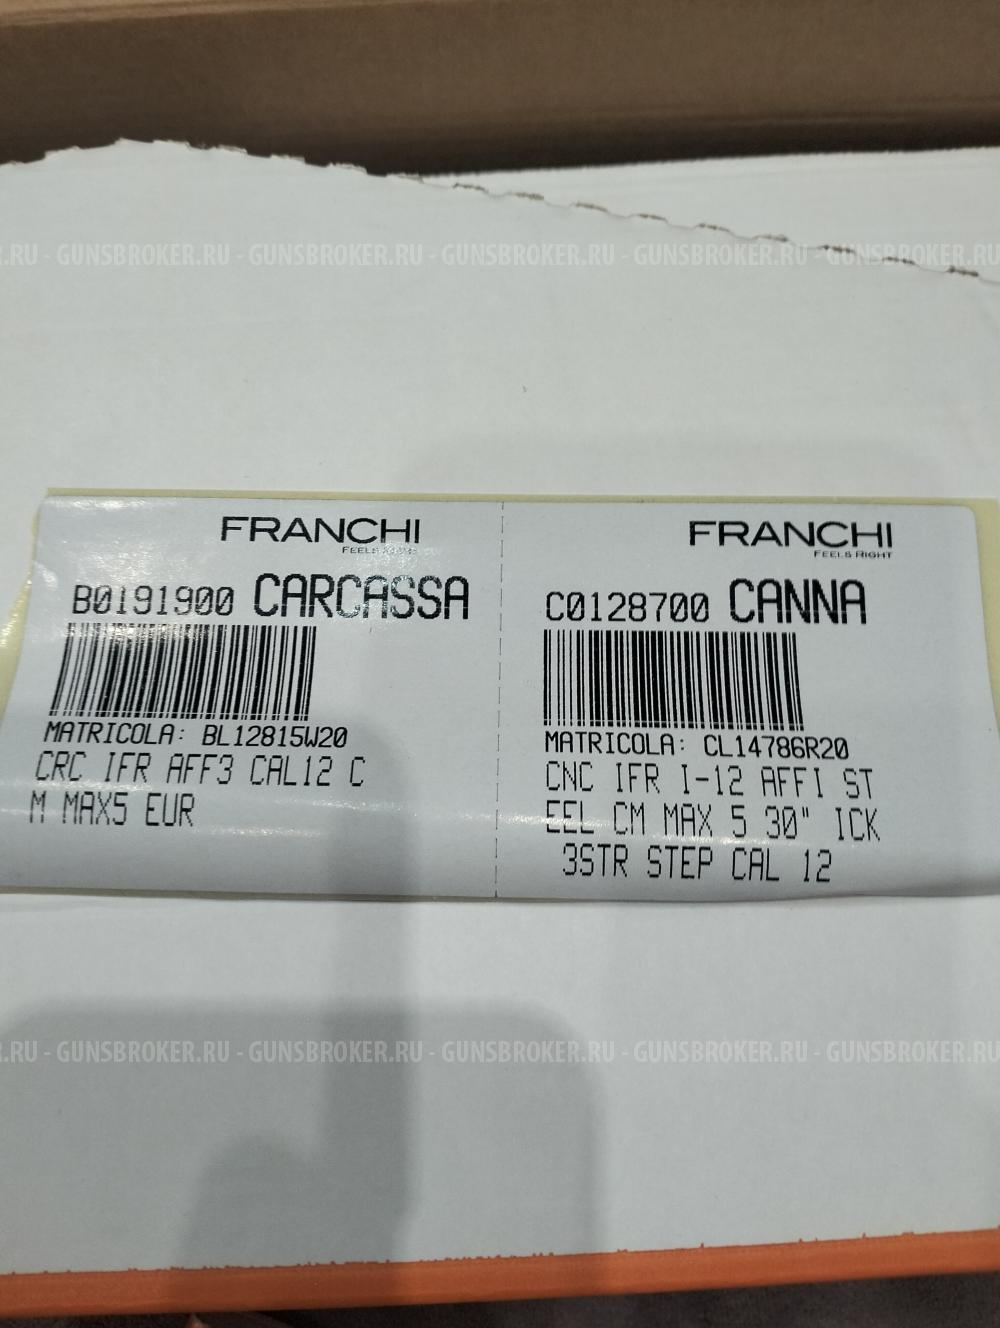 .RU - GUNSBROKER.RU - GUNSBROKER.RU - GUNSBROKER.RU - GUNSBROKER.RU - GUNSBROKER.RU
FRANCHI
FEELS
B0191900 CARCASSA
MATRICOLA: BL12815W20
CRC IFR AFF3 CAL12 C
M MAX5 EUR
FRANCHI
FEELS RIGHT
C0128700 CANNA
MATRICOLA: CL14786R20
CNC IFR I-12 AFFI ST
EEL CM MAX 5 30" ICK
3STR STEP CAL 12
.RU - GUNSBROKER.RU - GUNSBROKER.RU - GUNSBROKER.RU - GUNSBROKER.RU - GUNSBROKER.RU